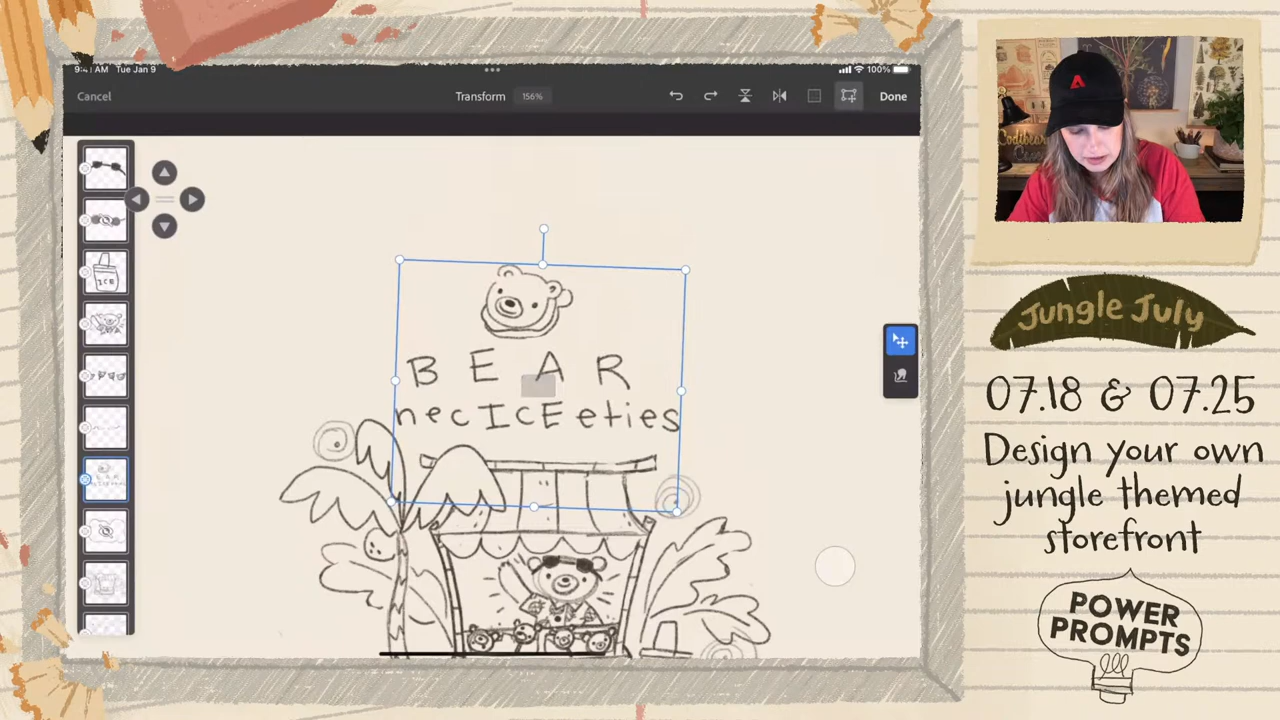 9:41 AM Tue Jan 9
100%
Cancel
Transform
156%
Done
ICE
BEAR
necICEeties
Jungle July
07.18 & 07.25
Design your own
jungle themed
storefront
POWER
PROMPTS